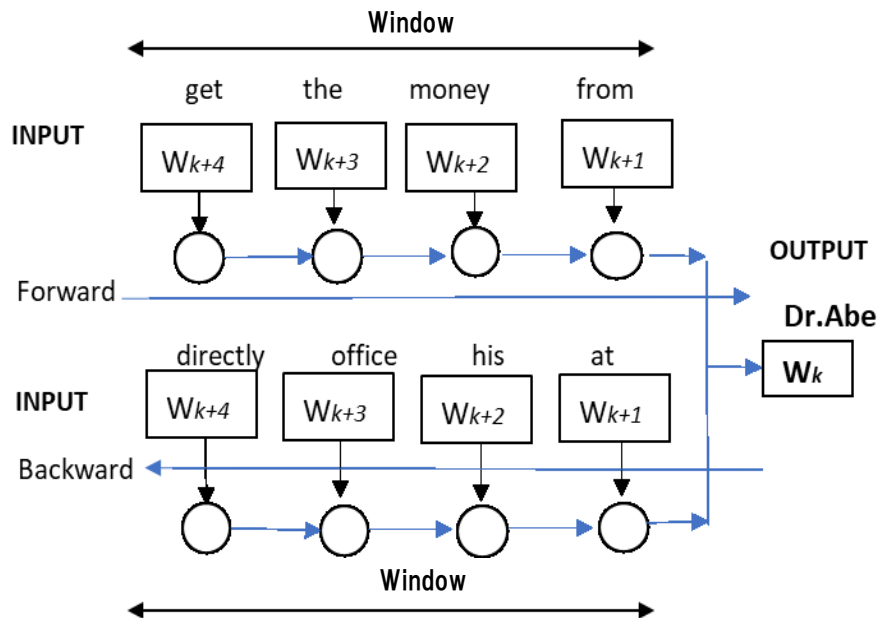 Window
get the money from
INPUT
Wk+4 Wk+3 Wk+2 Wk+1
OUTPUT
Forward
Dr.Abe
Wk
directly office his at
INPUT
Wk+4 Wk+3 Wk+2 Wk+1
Backward
Window